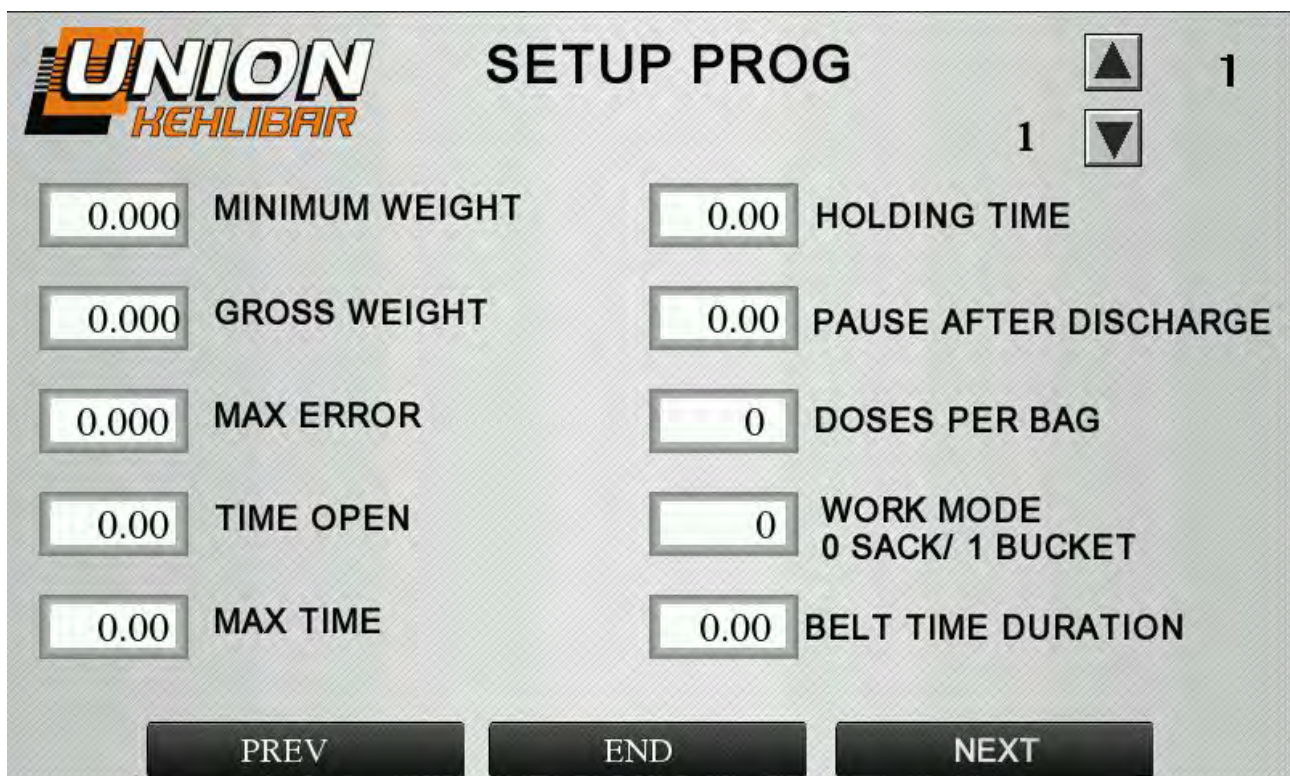 UNION
KEHLIBAR
SETUP PROG
1
1
0.000 MINIMUM WEIGHT
0.000 GROSS WEIGHT
0.000 MAX ERROR
0.00 TIME OPEN
0.00 MAX TIME
0.00 HOLDING TIME
0.00 PAUSE AFTER DISCHARGE
0 DOSES PER BAG
0 WORK MODE
0 SACK/ 1 BUCKET
0.00 BELT TIME DURATION
PREV
END
NEXT